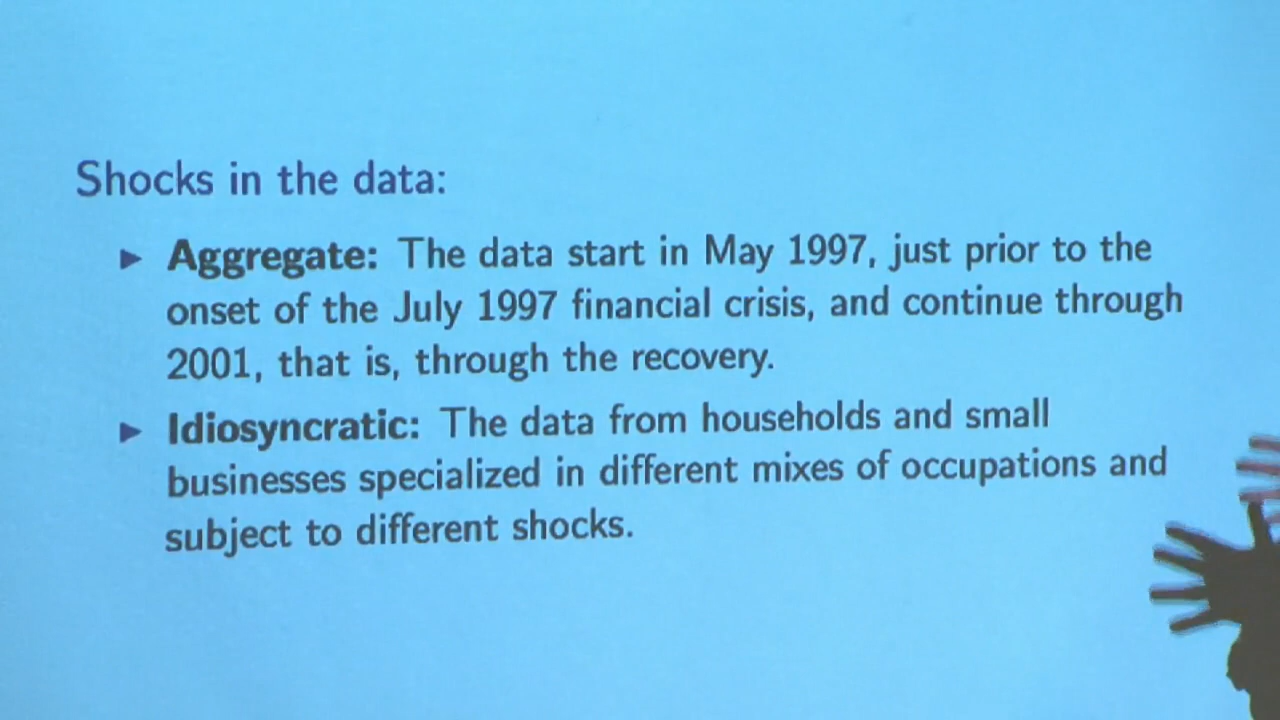 Shocks in the data:
▶ Aggregate: The data start in May 1997, just prior to the
onset of the July 1997 financial crisis, and continue through
2001, that is, through the recovery.
▶ Idiosyncratic: The data from households and small
businesses specialized in different mixes of occupations and
subject to different shocks.